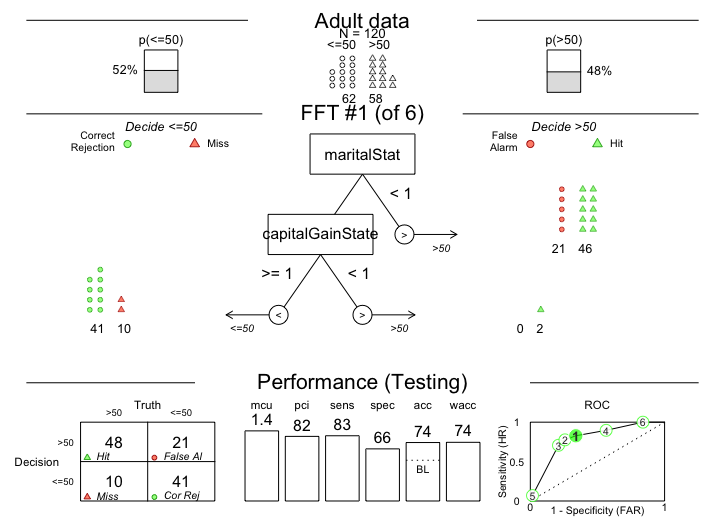 Adult data
N = 120
p(<=50)
<=50 >50
p(>50)
52%
48%
62 58
FFT #1 (of 6)
Decide <=50
Decide >50
Correct Rejection
Miss
False Alarm
Hit
maritalStat
< 1
capitalGainState
>
>50
21 46
>= 1
< 1
<
<=50
>
>50
41 10
0 2
Performance (Testing)
Truth
>50 <=50
Decision
>50
48
Hit
21
False Al
<=50
10
Miss
41
Cor Rej
mcu pci sens spec acc wacc
1.4 82 83 66 74 74
BL
ROC
Sensitivity (HR)
1
0.5
0
5
3
2
1
4
6
0
1
1 - Specificity (FAR)